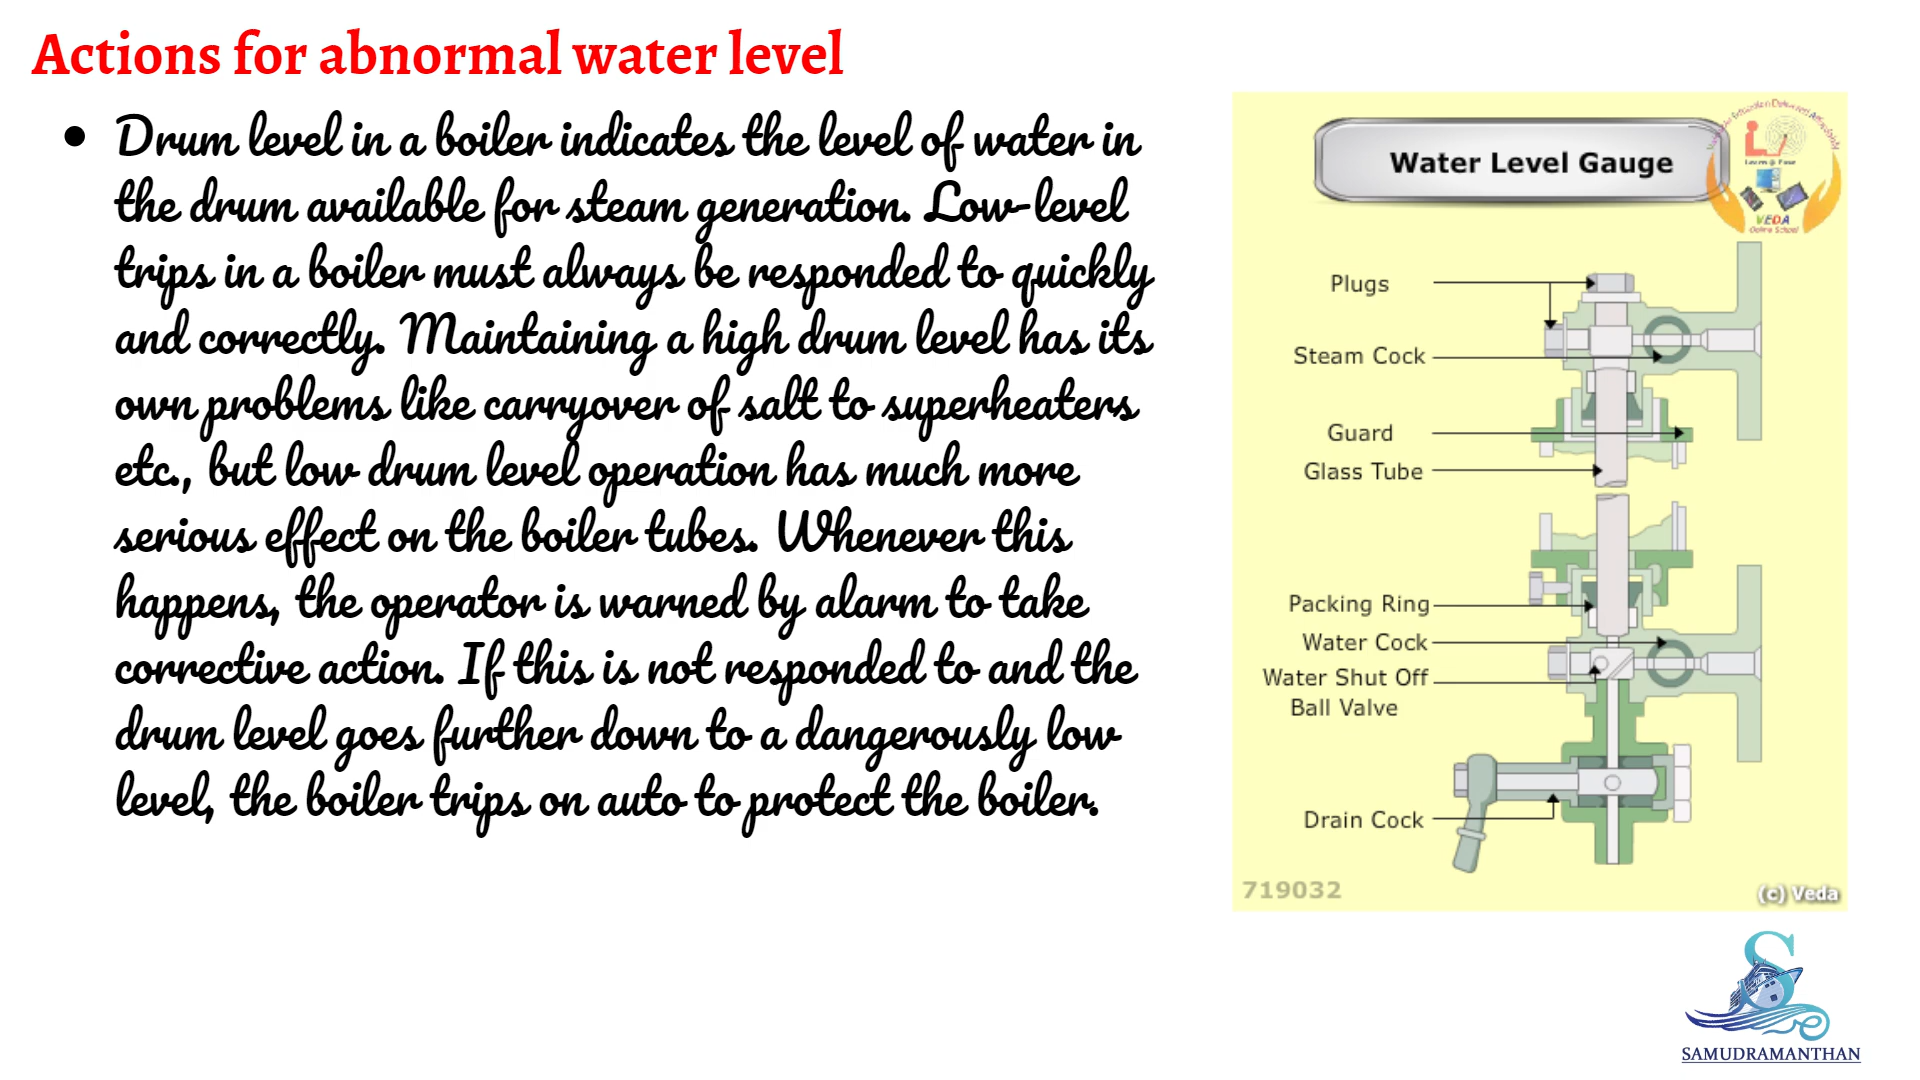 Actions for abnormal water level
• Drum level in a boiler indicates the level of water in
the drum available for steam generation. Low-level
trips in a boiler must always be responded to quickly
and correctly. Maintaining a high drum level has its
own problems like carryover of salt to superheaters
etc., but low drum level operation has much more
serious effect on the boiler tubes. Whenever this
happens, the operator is warned by alarm to take
corrective action. If this is not responded to and the
drum level goes further down to a dangerously low
level, the boiler trips on auto to protect the boiler.
Water Level Gauge
Learn @ Ease
VEDA
Online School
Plugs
Steam Cock
Guard
Glass Tube
Packing Ring
Water Cock
Water Shut Off
Ball Valve
Drain Cock
719032
(c) Veda
SAMUDRAMANTHAN